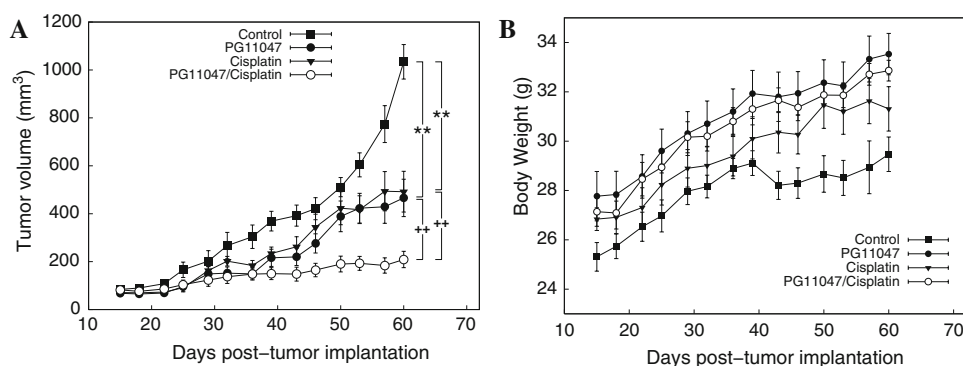 A
Tumor volume (mm³)
1200
1000
800
600
400
200
0
10
20
30
40
50
60
70
Days post–tumor implantation
Control
PG11047
Cisplatin
PG11047/Cisplatin
**
**
++
++
B
Body Weight (g)
34
32
30
28
26
24
10
20
30
40
50
60
70
Days post–tumor implantation
Control
PG11047
Cisplatin
PG11047/Cisplatin